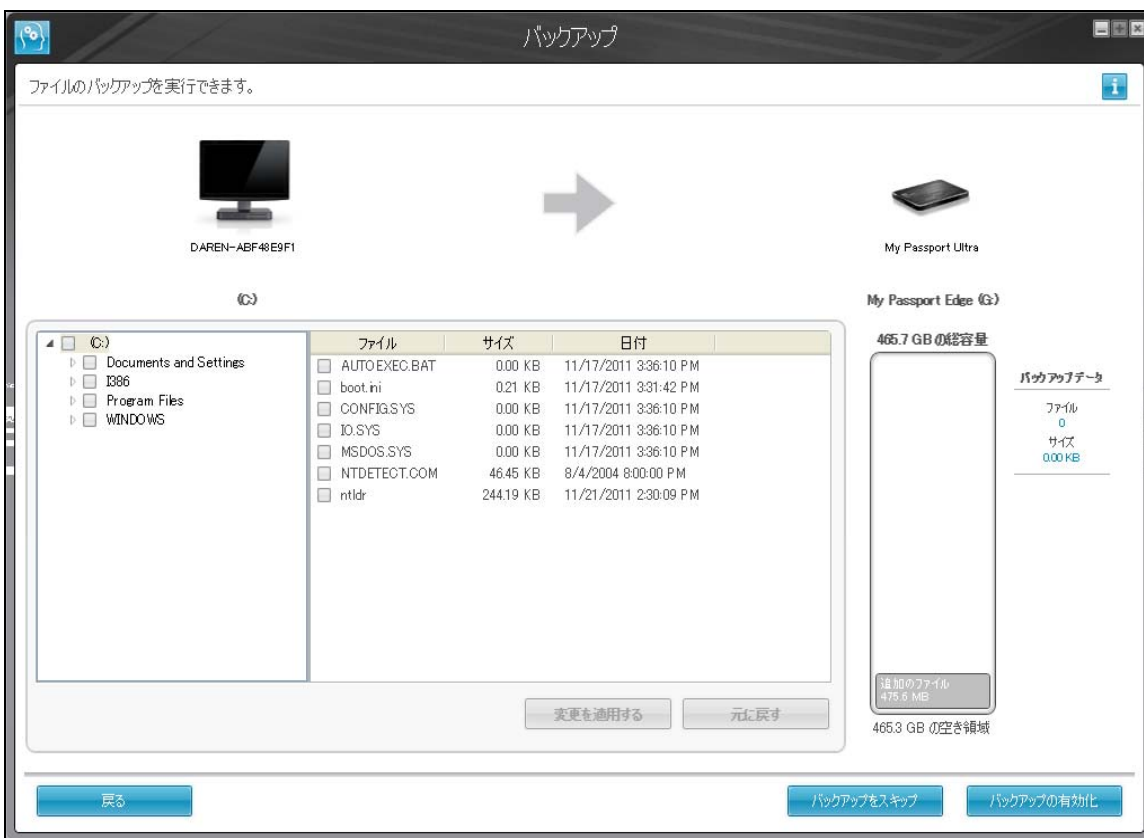 バックアップ
ファイルのバックアップを実行できます。
DAREN-ABF48E9F1
My Passport Ultra
(C:)
My Passport Edge (G:)
(C:)
Documents and Settings
I386
Program Files
WINDOWS
ファイル サイズ 日付
AUTOEXEC.BAT 0.00 KB 11/17/2011 3:36:10 PM
boot.ini 0.21 KB 11/17/2011 3:31:42 PM
CONFIG.SYS 0.00 KB 11/17/2011 3:36:10 PM
IO.SYS 0.00 KB 11/17/2011 3:36:10 PM
MSDOS.SYS 0.00 KB 11/17/2011 3:36:10 PM
NTDETECT.COM 46.45 KB 8/4/2004 8:00:00 PM
ntldr 244.19 KB 11/21/2011 2:30:09 PM
変更を適用する 元に戻す
465.7 GB の総容量
追加のファイル
475.6 MB
465.3 GB の空き領域
バックアップデータ
ファイル
0
サイズ
0.00 KB
戻る バックアップをスキップ バックアップの有効化